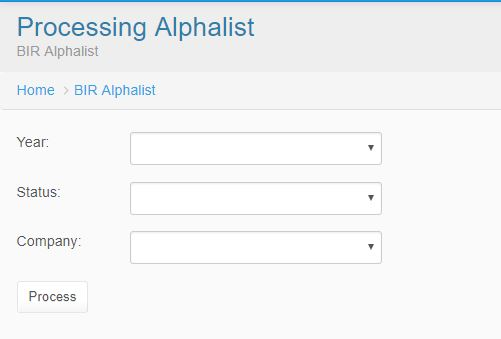 Processing Alphalist
BIR Alphalist
Home > BIR Alphalist
Year:
Status:
Company:
Process